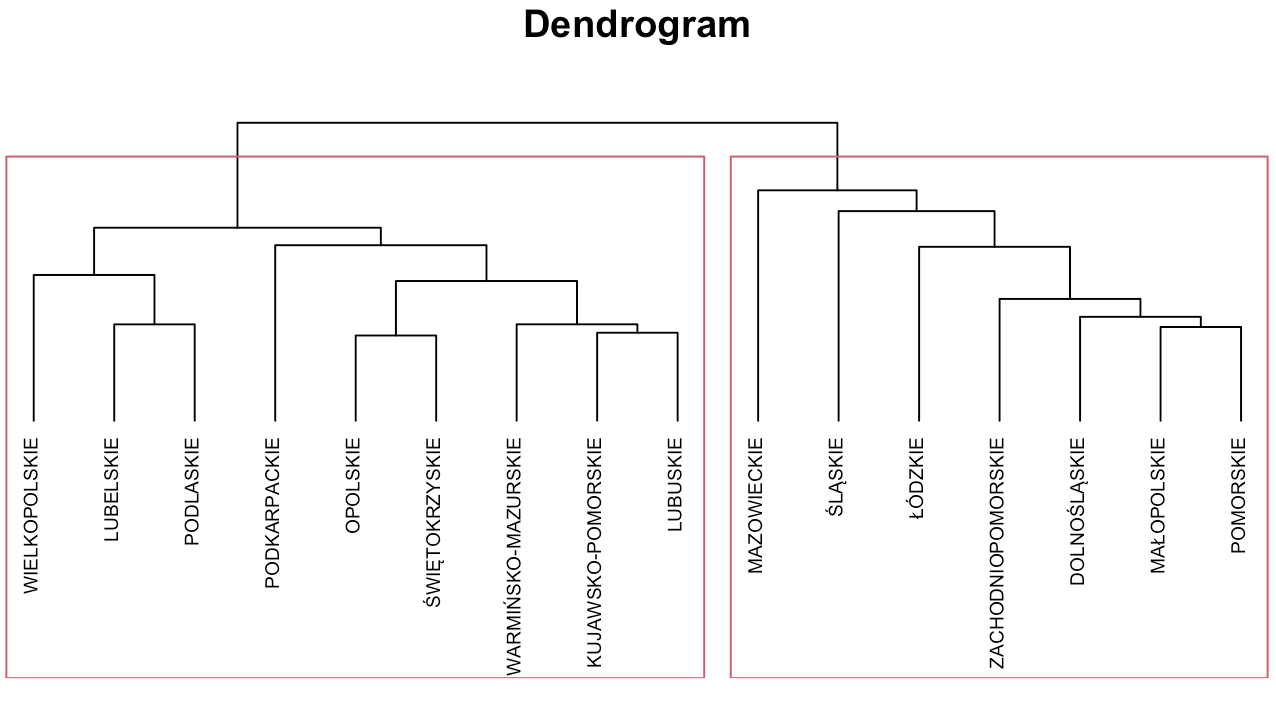 Dendrogram
WIELKOPOLSKIE
LUBELSKIE
PODLASKIE
PODKARPACKIE
OPOLSKIE
ŚWIĘTOKRZYSKIE
WARMIŃSKO-MAZURSKIE
KUJAWSKO-POMORSKIE
LUBUSKIE
MAZOWIECKIE
ŚLĄSKIE
ŁÓDZKIE
ZACHODNIOPOMORSKIE
DOLNOŚLĄSKIE
MAŁOPOLSKIE
POMORSKIE